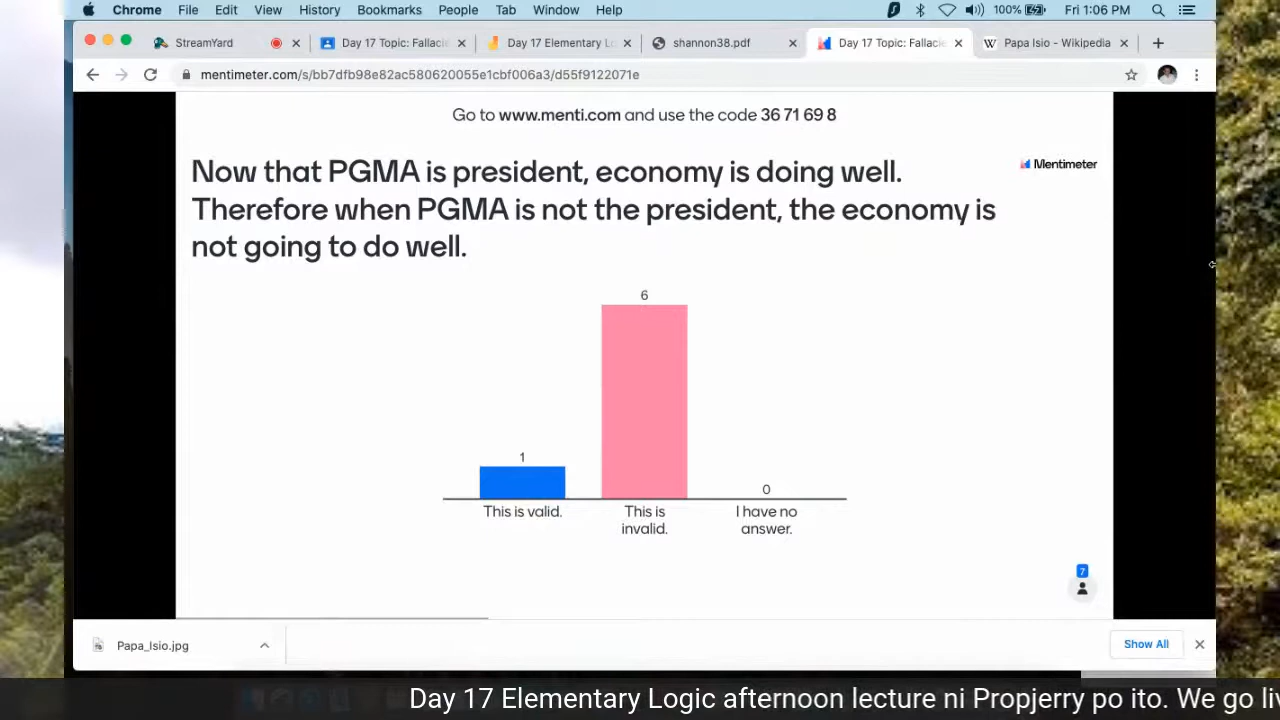 Chrome File Edit View History Bookmarks People Tab Window Help 100% Fri 1:06 PM
StreamYard Day 17 Topic: Fallacie Day 17 Elementary Lo shannon38.pdf Day 17 Topic: Fallacie Papa Isio - Wikipedia
mentimeter.com/s/bb7dfb98e82ac580620055e1cbf006a3/d55f9122071e
Go to www.menti.com and use the code 36 71 69 8
Mentimeter
Now that PGMA is president, economy is doing well.
Therefore when PGMA is not the president, the economy is
not going to do well.
6
1
0
This is valid.
This is
invalid.
I have no
answer.
7
Papa_Isio.jpg
Show All
Day 17 Elementary Logic afternoon lecture ni Propjerry po ito. We go liv